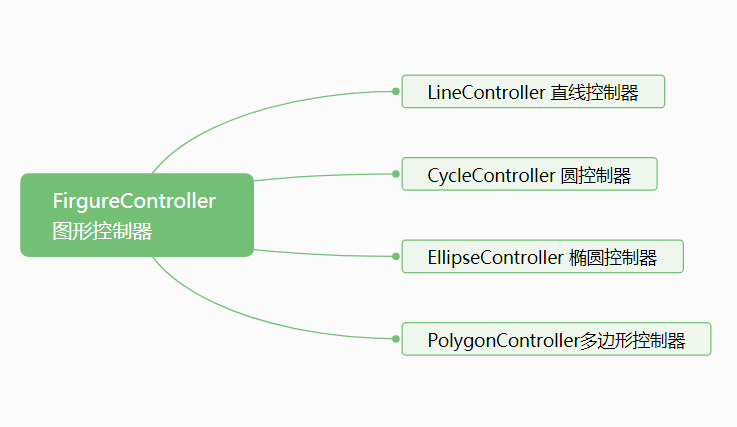 LineController 直线控制器
CycleController 圆控制器
FirgureController
图形控制器
EllipseController 椭圆控制器
PolygonController多边形控制器